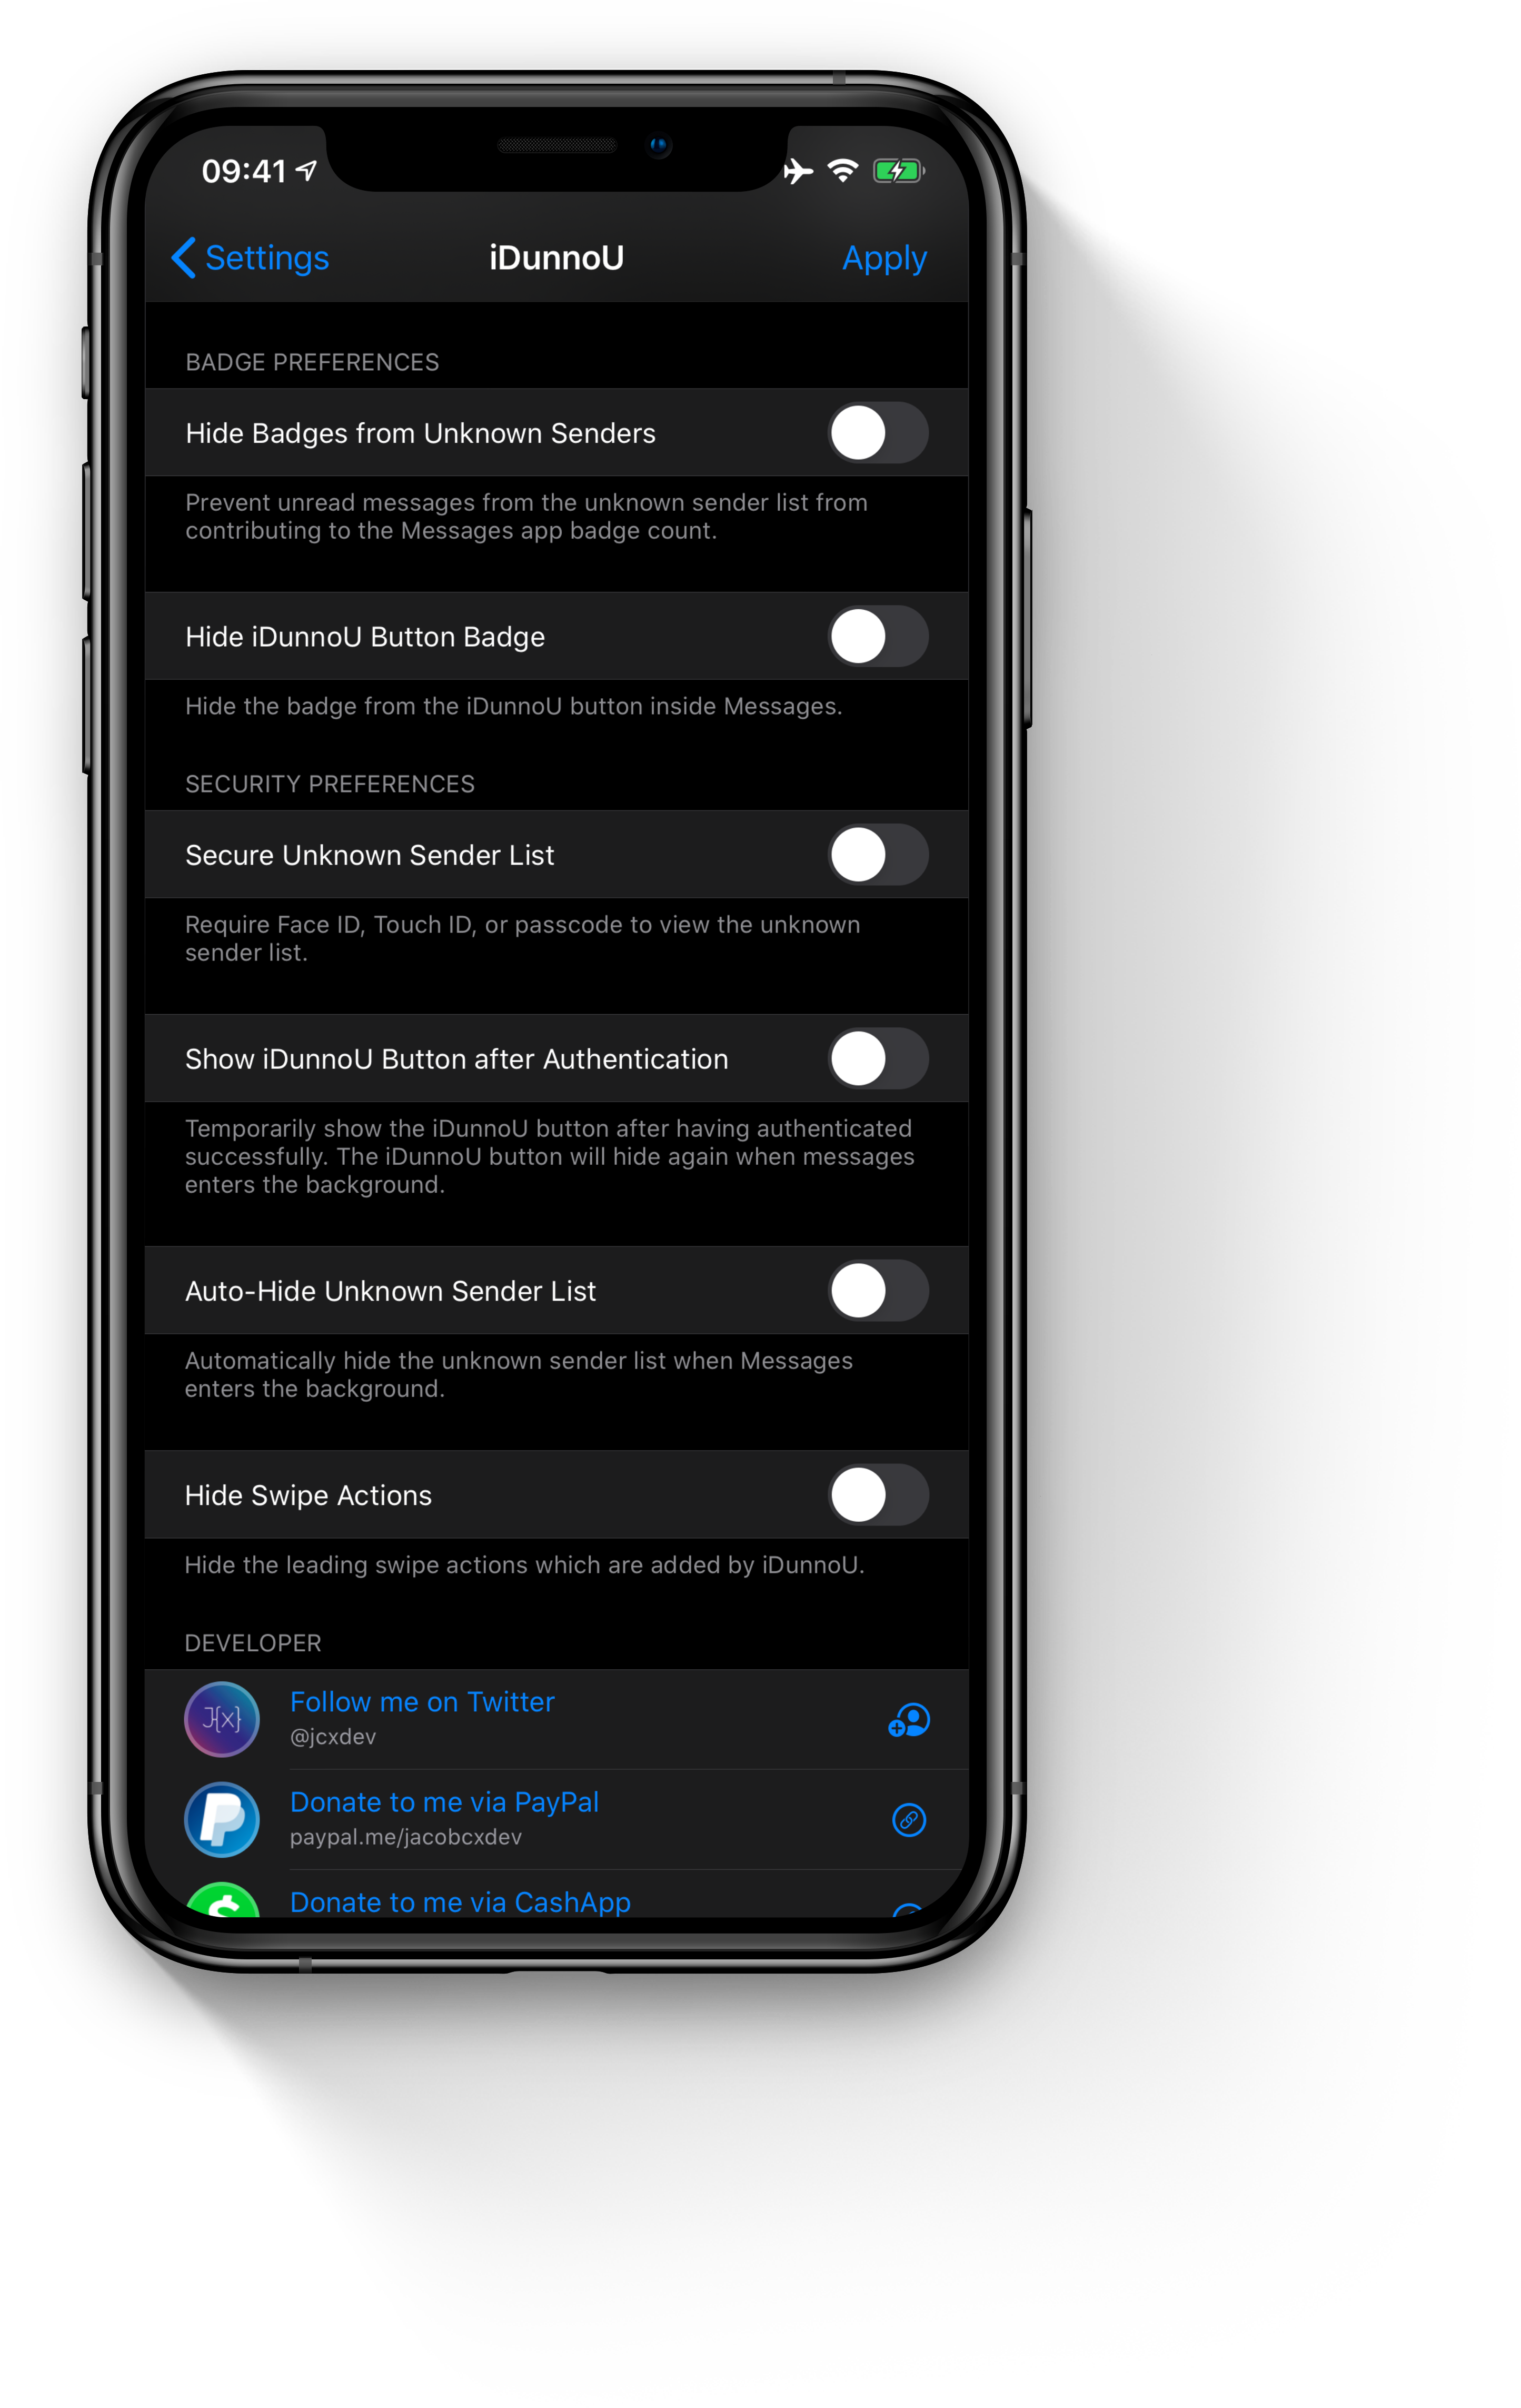 09:41
Settings
iDunnoU
Apply
BADGE PREFERENCES
Hide Badges from Unknown Senders
Prevent unread messages from the unknown sender list from
contributing to the Messages app badge count.
Hide iDunnoU Button Badge
Hide the badge from the iDunnoU button inside Messages.
SECURITY PREFERENCES
Secure Unknown Sender List
Require Face ID, Touch ID, or passcode to view the unknown
sender list.
Show iDunnoU Button after Authentication
Temporarily show the iDunnoU button after having authenticated
successfully. The iDunnoU button will hide again when messages
enters the background.
Auto-Hide Unknown Sender List
Automatically hide the unknown sender list when Messages
enters the background.
Hide Swipe Actions
Hide the leading swipe actions which are added by iDunnoU.
DEVELOPER
J{x}
Follow me on Twitter
@jcxdev
Donate to me via PayPal
paypal.me/jacobcxdev
$
Donate to me via CashApp